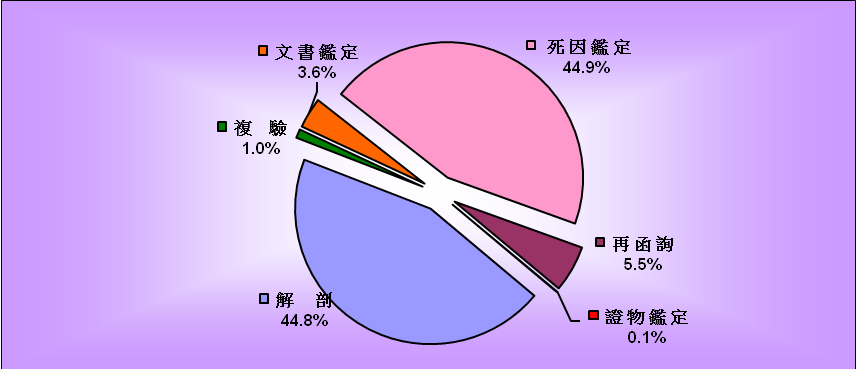 文書鑑定
3.6%
死因鑑定
44.9%
複 驗
1.0%
再函詢
5.5%
解 剖
44.8%
證物鑑定
0.1%